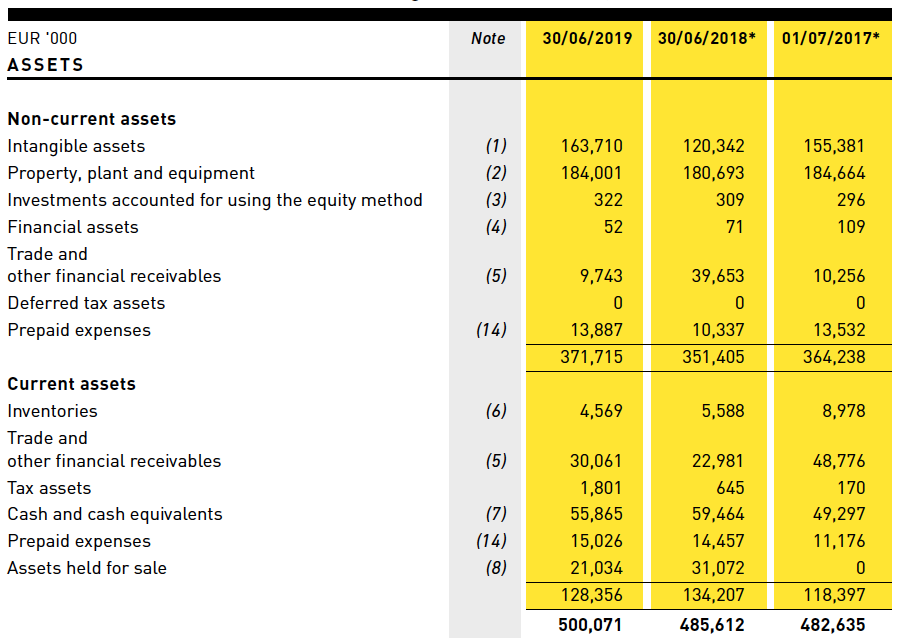 EUR '000 Note 30/06/2019 30/06/2018* 01/07/2017*
ASSETS
Non-current assets
Intangible assets (1) 163,710 120,342 155,381
Property, plant and equipment (2) 184,001 180,693 184,664
Investments accounted for using the equity method (3) 322 309 296
Financial assets (4) 52 71 109
Trade and
other financial receivables (5) 9,743 39,653 10,256
Deferred tax assets 0 0 0
Prepaid expenses (14) 13,887 10,337 13,532
371,715 351,405 364,238
Current assets
Inventories (6) 4,569 5,588 8,978
Trade and
other financial receivables (5) 30,061 22,981 48,776
Tax assets 1,801 645 170
Cash and cash equivalents (7) 55,865 59,464 49,297
Prepaid expenses (14) 15,026 14,457 11,176
Assets held for sale (8) 21,034 31,072 0
128,356 134,207 118,397
500,071 485,612 482,635